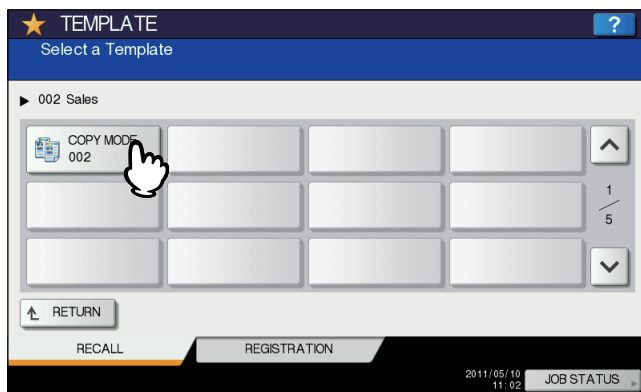 TEMPLATE
?
Select a Template
002 Sales
COPY MODE
002
1
5
RETURN
RECALL
REGISTRATION
2011/05/10
11:02
JOB STATUS